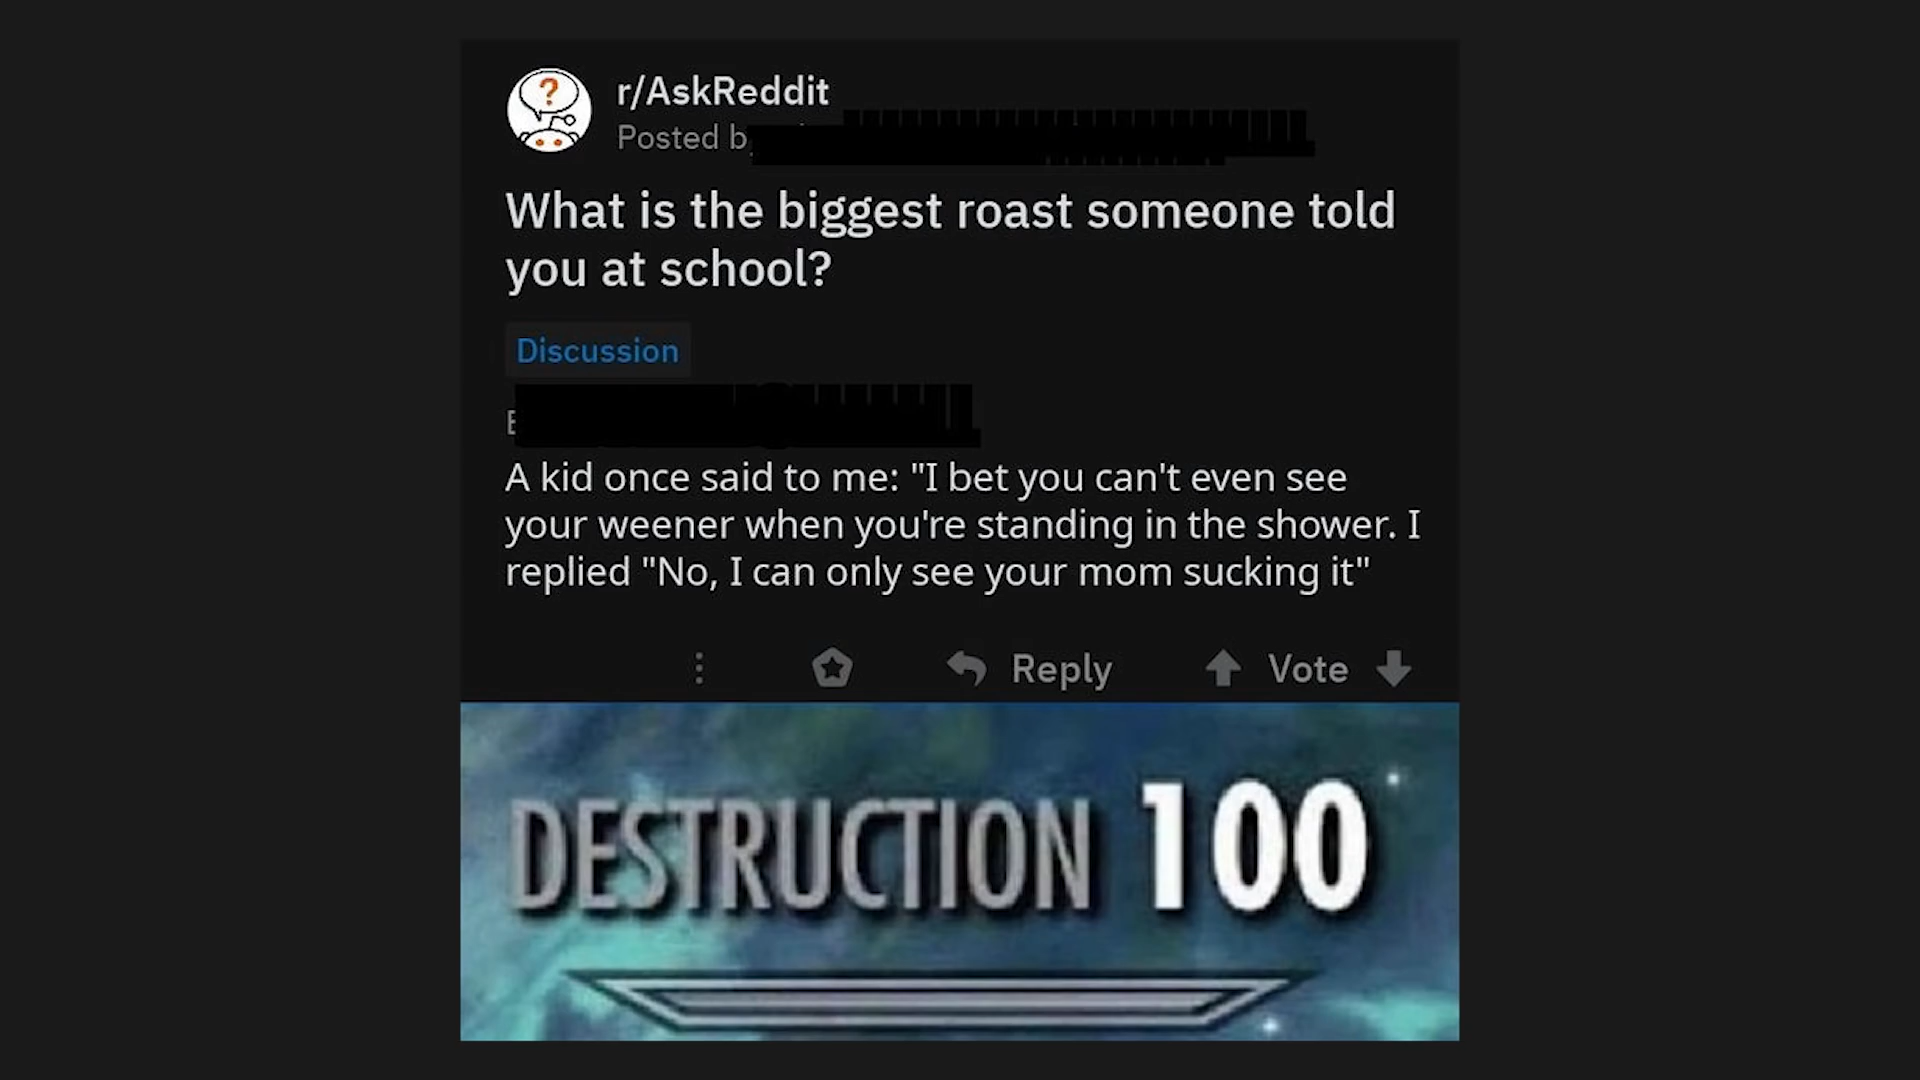 r/AskReddit
Posted b
What is the biggest roast someone told
you at school?
Discussion
A kid once said to me: "I bet you can't even see
your weener when you're standing in the shower. I
replied "No, I can only see your mom sucking it"
Reply Vote
DESTRUCTION 100